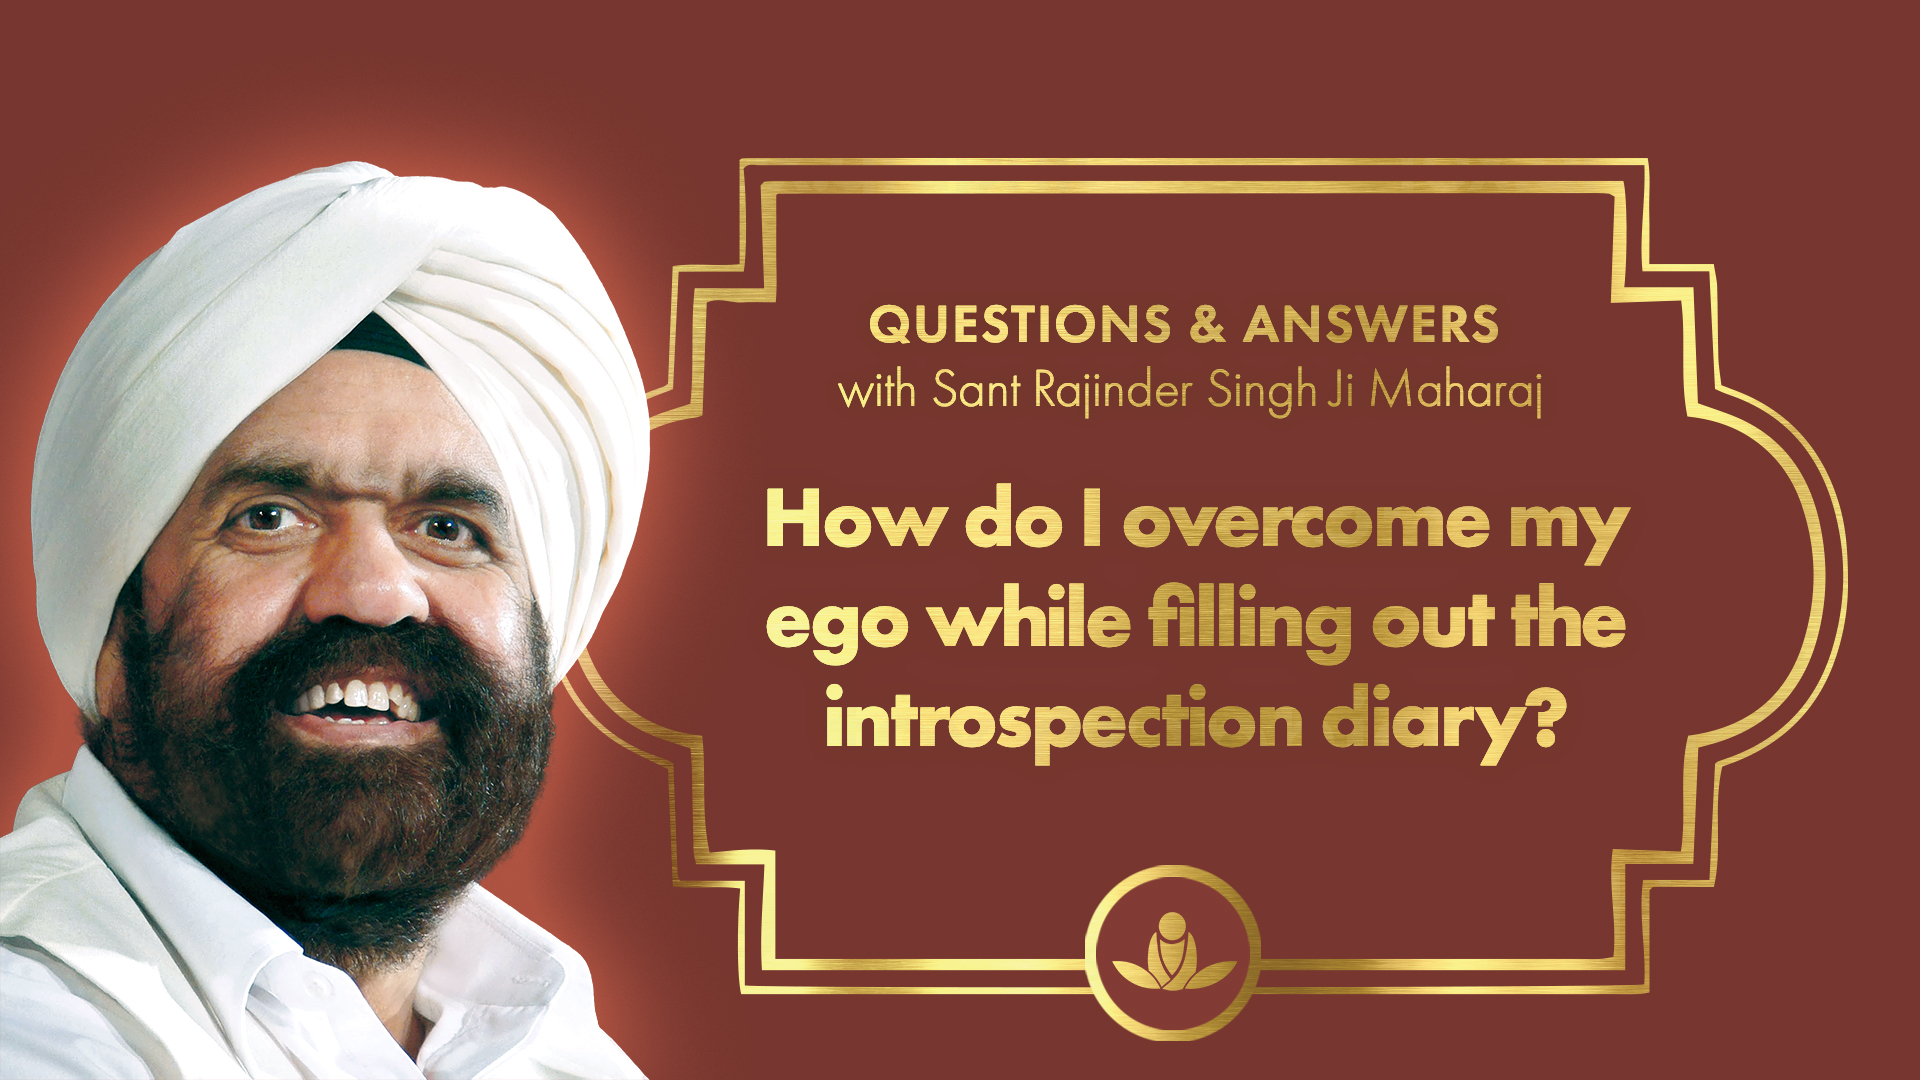 QUESTIONS & ANSWERS
with Sant Rajinder Singh Ji Maharaj
How do I overcome my
ego while filling out the
introspection diary?